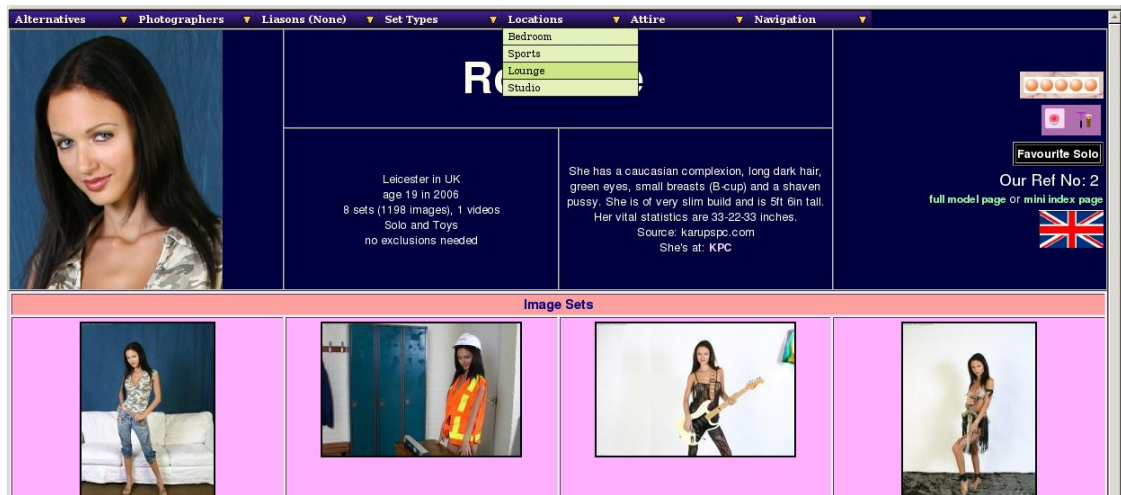 Alternatives
Photographers
Liasons (None)
Set Types
Locations
Attire
Navigation
Bedroom
Sports
Lounge
Studio
Leicester in UK
age 19 in 2006
8 sets (1198 images), 1 videos
Solo and Toys
no exclusions needed
She has a caucasian complexion, long dark hair,
green eyes, small breasts (B-cup) and a shaven
pussy. She is of very slim build and is 5ft 6in tall.
Her vital statistics are 33-22-33 inches.
Source: karupspc.com
She's at: KPC
Favourite Solo
Our Ref No: 2
full model page or mini index page
Image Sets